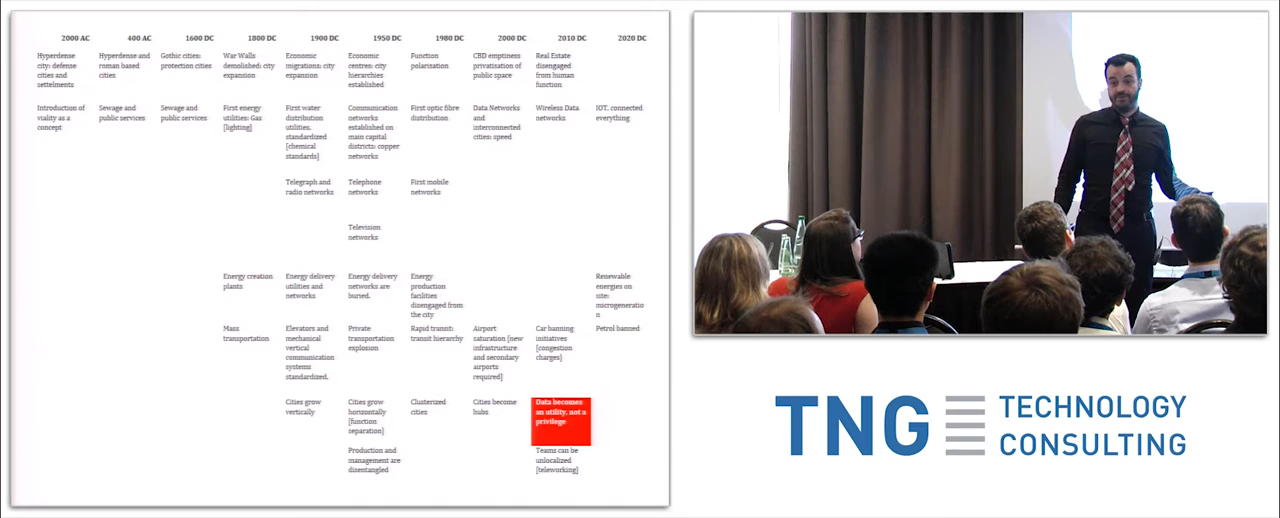 2000 AC 400 AC 1600 DC 1800 DC 1900 DC 1950 DC 1980 DC 2000 DC 2010 DC 2020 DC
Hyperdense
city: defense
cities and
settelments
Hyperdense and
roman based
cities
Gothic cities:
protection cities
War Walls
demolished: city
expansion
Economic
migrations: city
expansion
Economic
centres: city
hierarchies
established
Function
polarisation
CBD emptiness
privatisation of
public space
Real Estate
disengaged
from human
function
Introduction of
viality as a
concept
Sewage and
public services
Sewage and
public services
First energy
utilities: Gas
[lighting]
First water
distribution
utilities,
standardized
[chemical
standards]
Communication
networks
established on
main capital
districts: copper
networks
First optic fibre
distribution
Data Networks
and
interconnected
cities: speed
Wireless Data
networks
IOT, connected
everything
Telegraph and
radio networks
Telephone
networks
First mobile
networks
Television
networks
Energy creation
plants
Energy delivery
utilities and
networks
Energy delivery
networks are
buried.
Energy
production
facilities
disengaged from
the city
Renewable
energies on
site:
microgeneratio
n
Mass
transportation
Elevators and
mechanical
vertical
communication
systems
standardized.
Private
transportation
explosion
Rapid transit:
transit hierarchy
Airport
saturation [new
infrastructure
and secondary
airports
required]
Car banning
initiatives
[congestion
charges]
Petrol banned
Cities grow
vertically
Cities grow
horizontally
[function
separation]
Clusterized
cities
Cities become
hubs
Data becomes
an utility, not a
privilege
Production and
management are
disentangled
Teams can be
unlocalized
[teleworking]
TNG TECHNOLOGY
CONSULTING